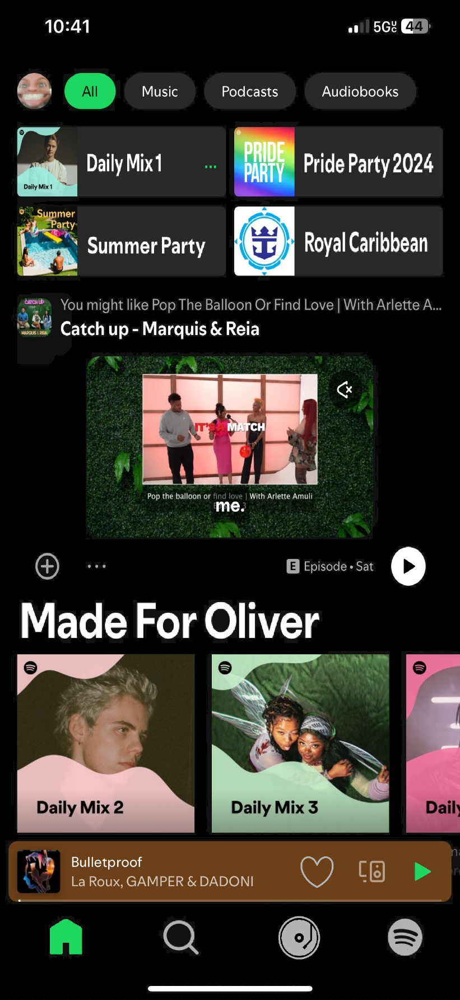 10:41
5GUC 44
All
Music
Podcasts
Audiobooks
Daily Mix 1
Daily Mix 1
PRIDE
PARTY
Pride Party 2024
Summer
Party
Summer Party
Royal Caribbean
CATCH UP
MARQUIS & REIA
You might like Pop The Balloon Or Find Love | With Arlette A...
Catch up - Marquis & Reia
IT'S A MATCH
Pop the balloon or find love | With Arlette Amuli
me.
E Episode • Sat
Made For Oliver
Daily Mix 2
Daily Mix 3
Daily
Bulletproof
La Roux, GAMPER & DADONI